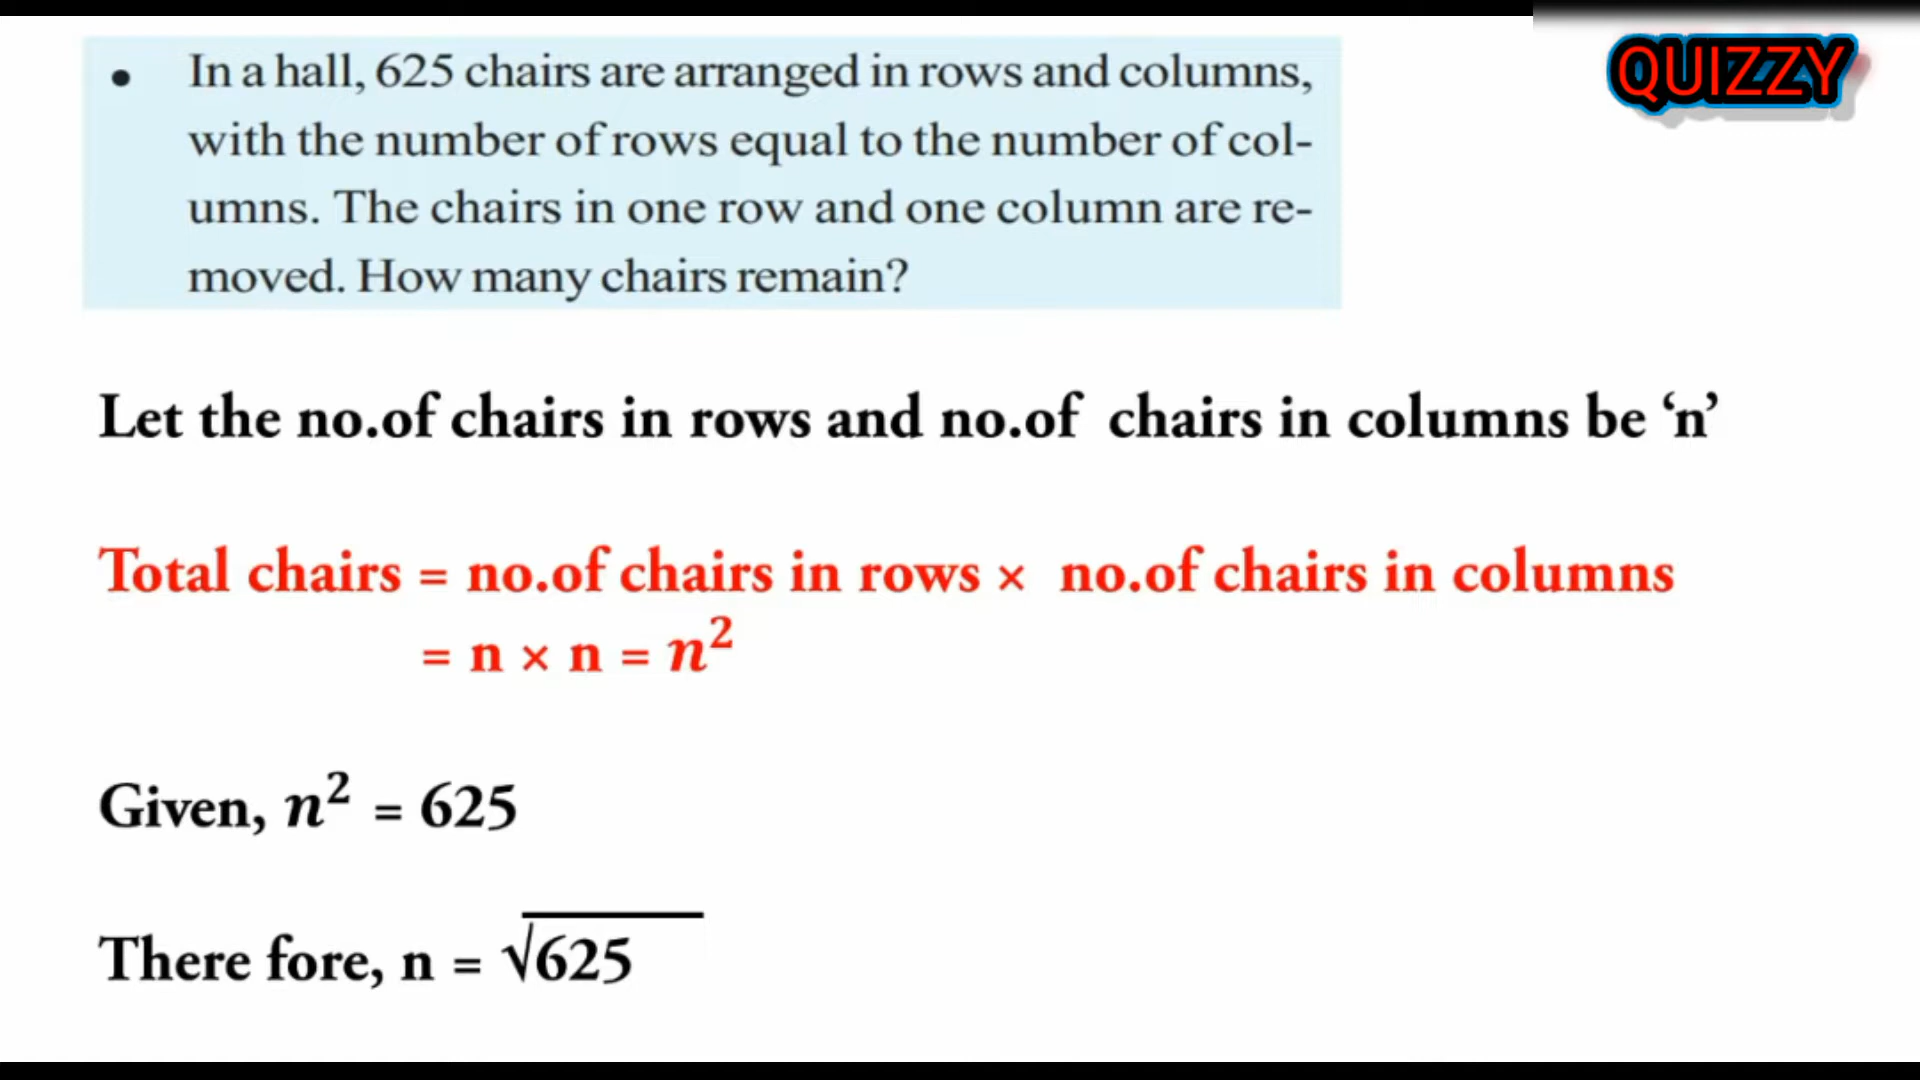 QUIZZY
• In a hall, 625 chairs are arranged in rows and columns,
with the number of rows equal to the number of col-
umns. The chairs in one row and one column are re-
moved. How many chairs remain?
Let the no.of chairs in rows and no.of chairs in columns be ‘n’
Total chairs = no.of chairs in rows × no.of chairs in columns
= n × n = n²
Given, n² = 625
There fore, n = √625